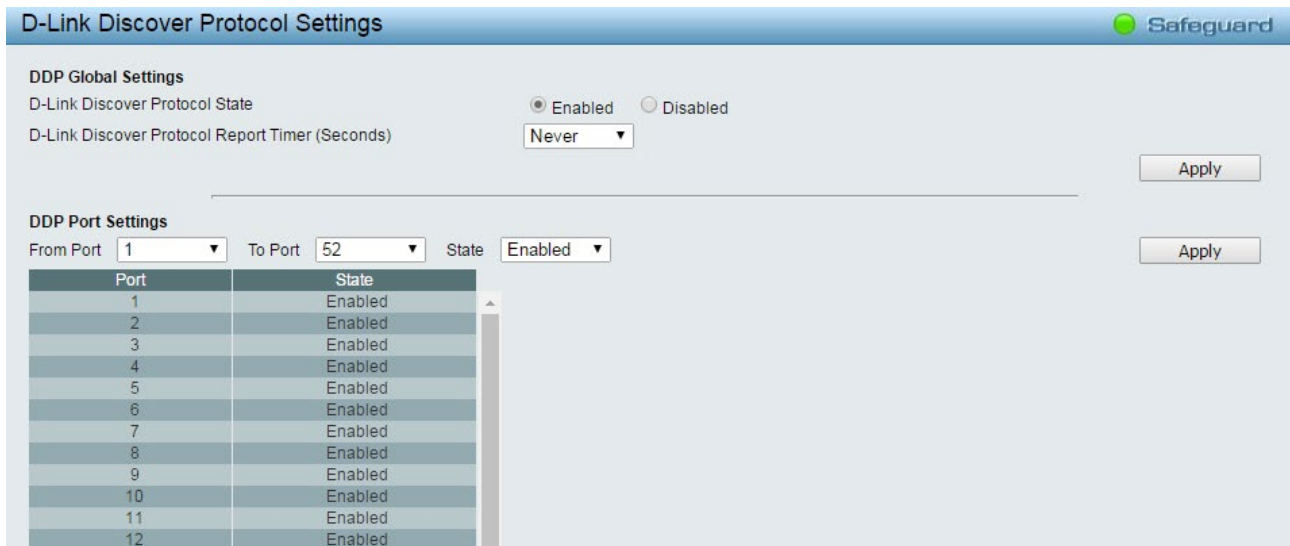 D-Link Discover Protocol Settings
Safeguard
DDP Global Settings
D-Link Discover Protocol State Enabled Disabled
D-Link Discover Protocol Report Timer (Seconds) Never
Apply
DDP Port Settings
From Port 1 To Port 52 State Enabled Apply
Port State
1 Enabled
2 Enabled
3 Enabled
4 Enabled
5 Enabled
6 Enabled
7 Enabled
8 Enabled
9 Enabled
10 Enabled
11 Enabled
12 Enabled